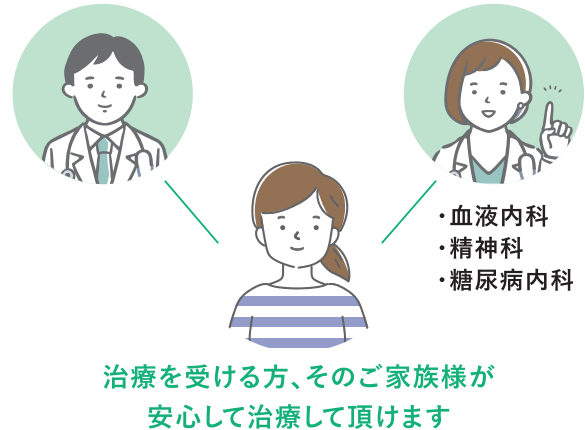 ・血液内科
・精神科
・糖尿病内科
治療を受ける方、そのご家族様が
安心して治療して頂けます